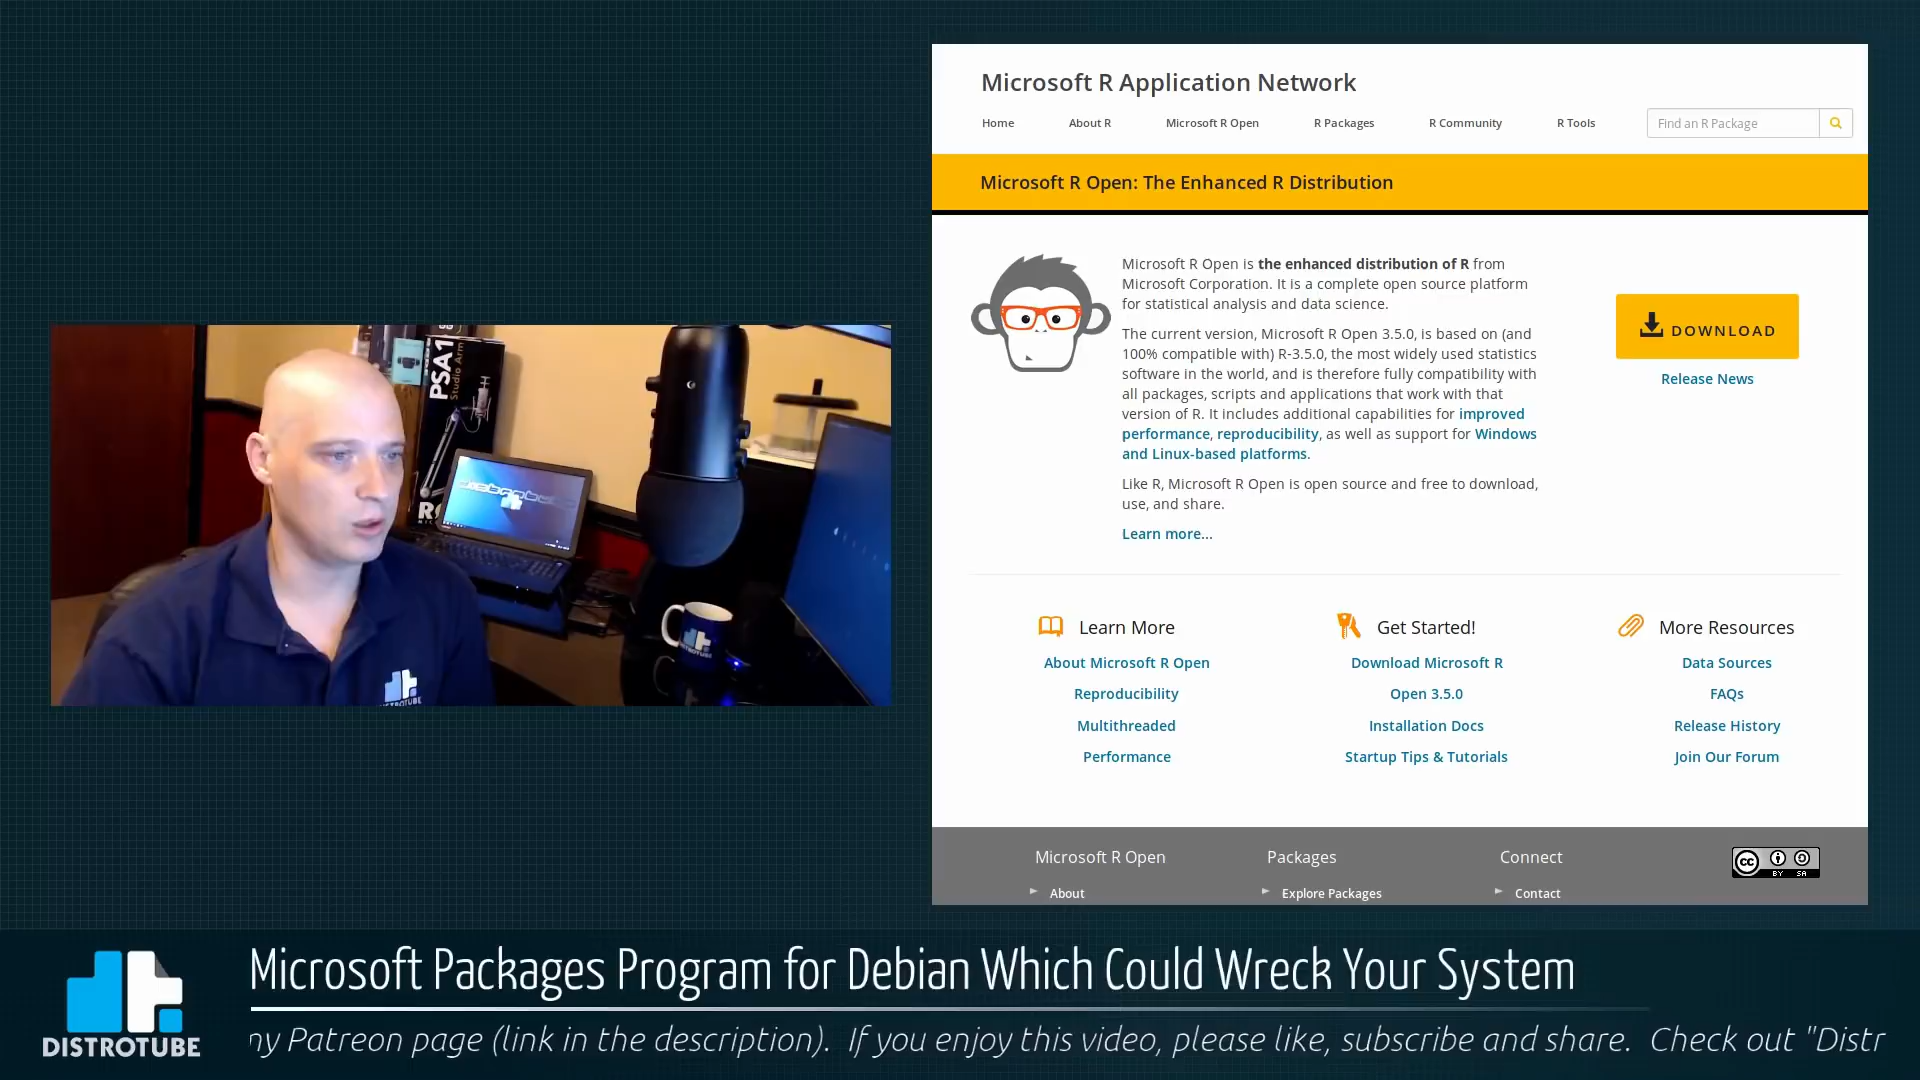 Microsoft R Application Network
Home About R Microsoft R Open R Packages R Community R Tools Find an R Package
Microsoft R Open: The Enhanced R Distribution
Microsoft R Open is the enhanced distribution of R from
Microsoft Corporation. It is a complete open source platform
for statistical analysis and data science.
The current version, Microsoft R Open 3.5.0, is based on (and
100% compatible with) R-3.5.0, the most widely used statistics
software in the world, and is therefore fully compatibility with
all packages, scripts and applications that work with that
version of R. It includes additional capabilities for improved
performance, reproducibility, as well as support for Windows
and Linux-based platforms.
Like R, Microsoft R Open is open source and free to download,
use, and share.
Learn more...
DOWNLOAD
Release News
Learn More
About Microsoft R Open
Reproducibility
Multithreaded
Performance
Get Started!
Download Microsoft R
Open 3.5.0
Installation Docs
Startup Tips & Tutorials
More Resources
Data Sources
FAQs
Release History
Join Our Forum
Microsoft R Open
About
Packages
Explore Packages
Connect
Contact
cc
BY SA
PSA1
Studio Arm
DISTROTUBE
Microsoft Packages Program for Debian Which Could Wreck Your System
ny Patreon page (link in the description). If you enjoy this video, please like, subscribe and share. Check out "Distr
DISTROTUBE